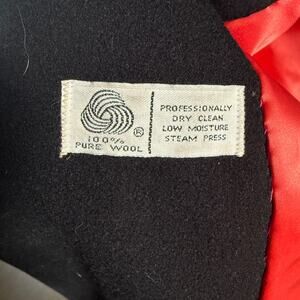 100%
PURE WOOL
®
PROFESSIONALLY
DRY CLEAN
LOW MOISTURE
STEAM PRESS